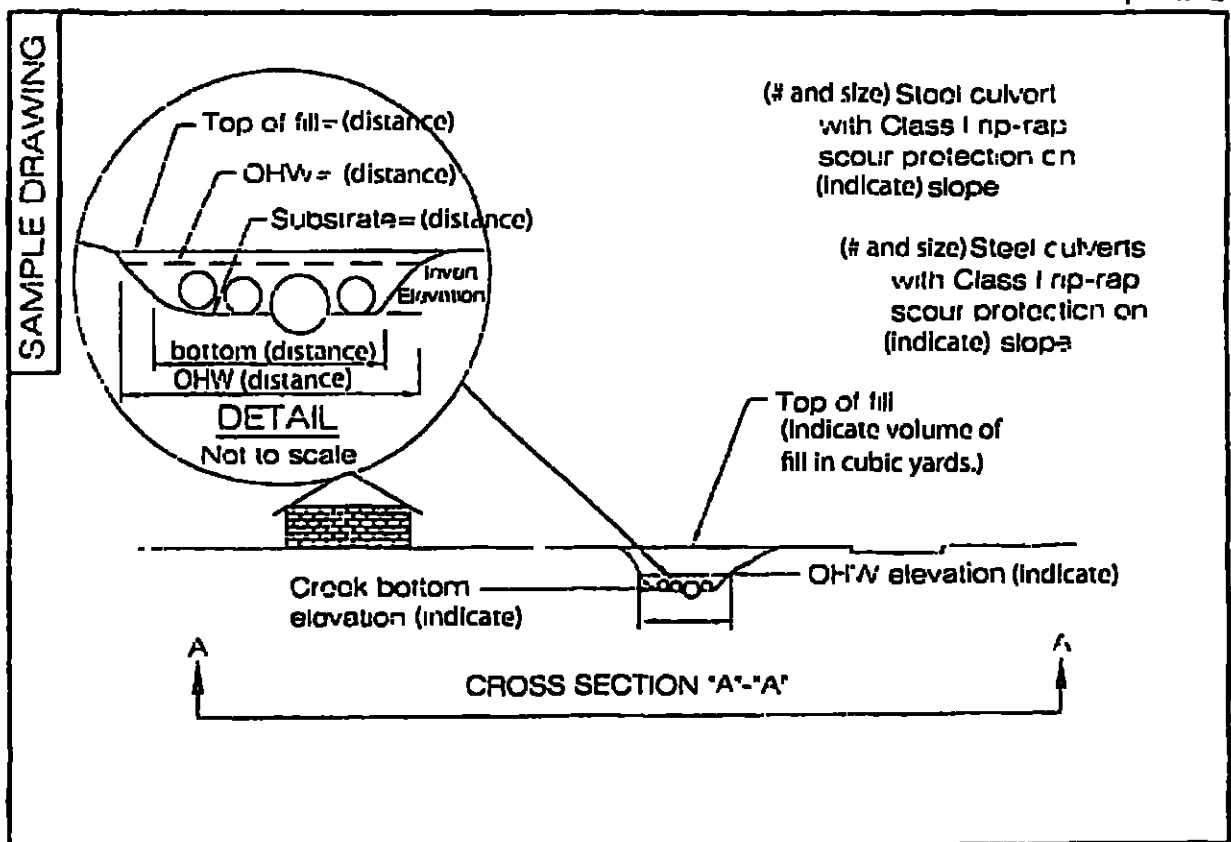 SAMPLE DRAWING
Top of fill= (distance)
OHW= (distance)
Substrate= (distance)
Invert
Elevation
bottom (distance)
OHW (distance)
DETAIL
Not to scale
(# and size) Steel culvert
with Class I rip-rap
scour protection on
(indicate) slope
(# and size) Steel culverts
with Class I rip-rap
scour protection on
(indicate) slope
Top of fill
(Indicate volume of
fill in cubic yards.)
OHW elevation (indicate)
Creek bottom
elevation (indicate)
A
A
CROSS SECTION "A"-"A"